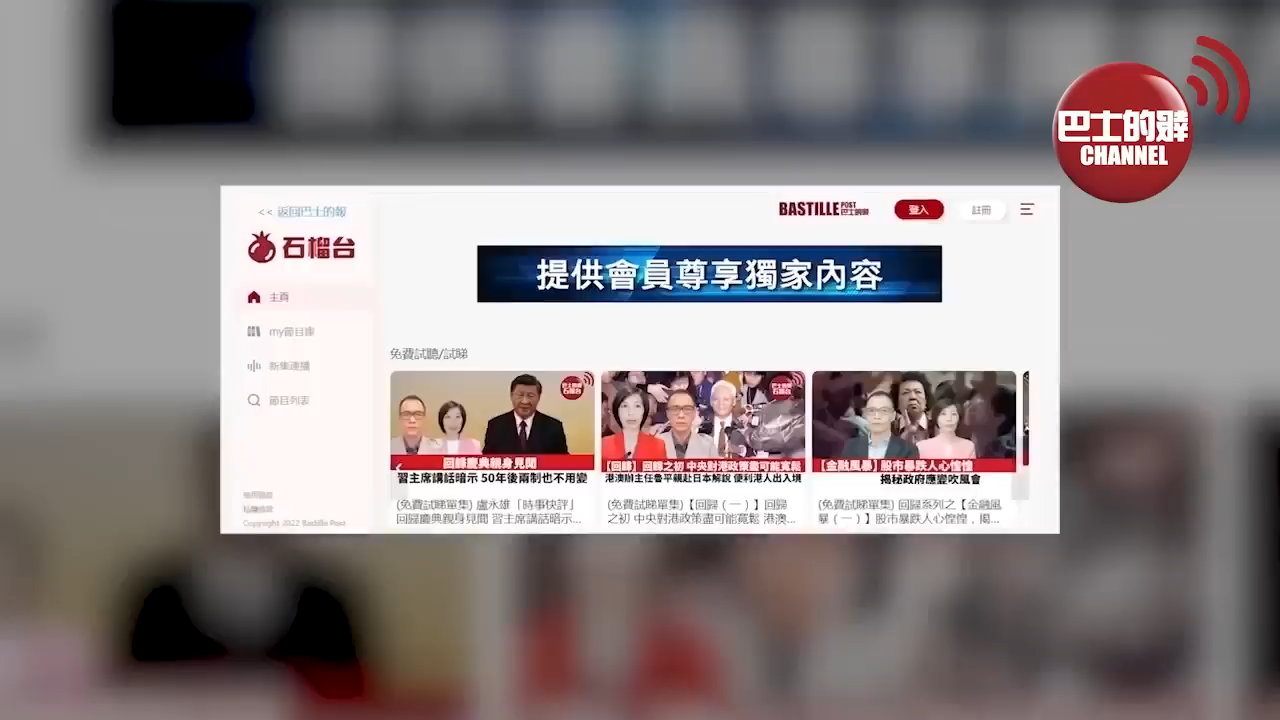 巴士的報
CHANNEL
<< 返回巴士的報
BASTILLE POST
巴士的報
登入
註冊
石榴台
提供會員尊享獨家內容
主頁
my節目庫
新集連播
節目列表
免費試聽/試睇
回歸慶典親身見聞
習主席講話暗示 50年後兩制也不用變
(免費試睇單集) 盧永雄「時事快評」
回歸慶典親身見聞 習主席講話暗示...
【回歸】回歸之初 中央對港政策盡可能寬鬆
港澳辦主任魯平親赴日本解說 便利港人出入境
(免費試睇單集)【回歸（一）】回歸
之初 中央對港政策盡可能寬鬆 港澳...
【金融風暴】股市暴跌人心惶惶
揭秘政府應變吹風會
(免費試睇單集) 回歸系列之【金融風
暴（一）】股市暴跌人心惶惶，揭...
Copyright 2022 Bastille Post